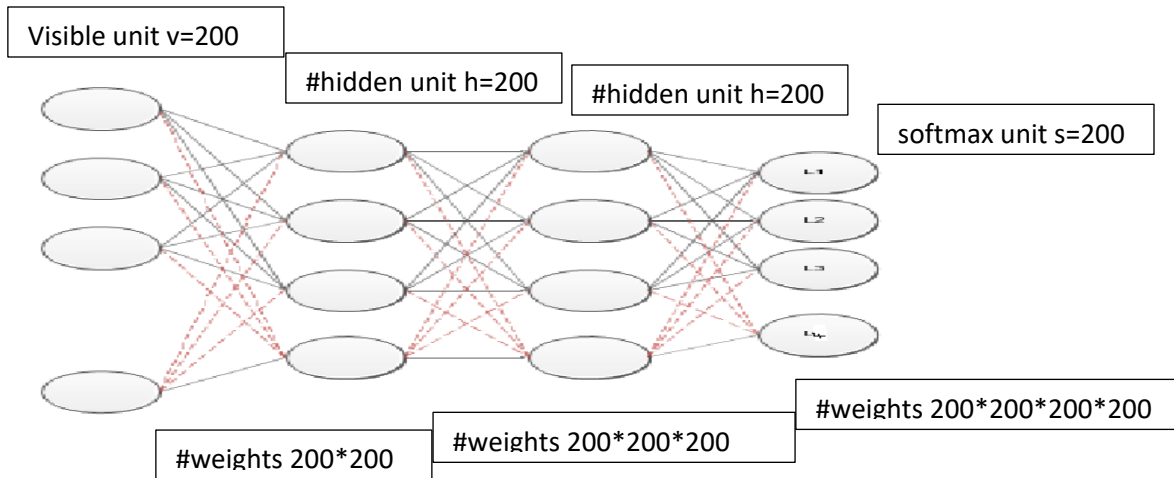 Visible unit v=200
#hidden unit h=200
#hidden unit h=200
softmax unit s=200
L1
L2
L3
#weights 200*200
#weights 200*200*200
#weights 200*200*200*200